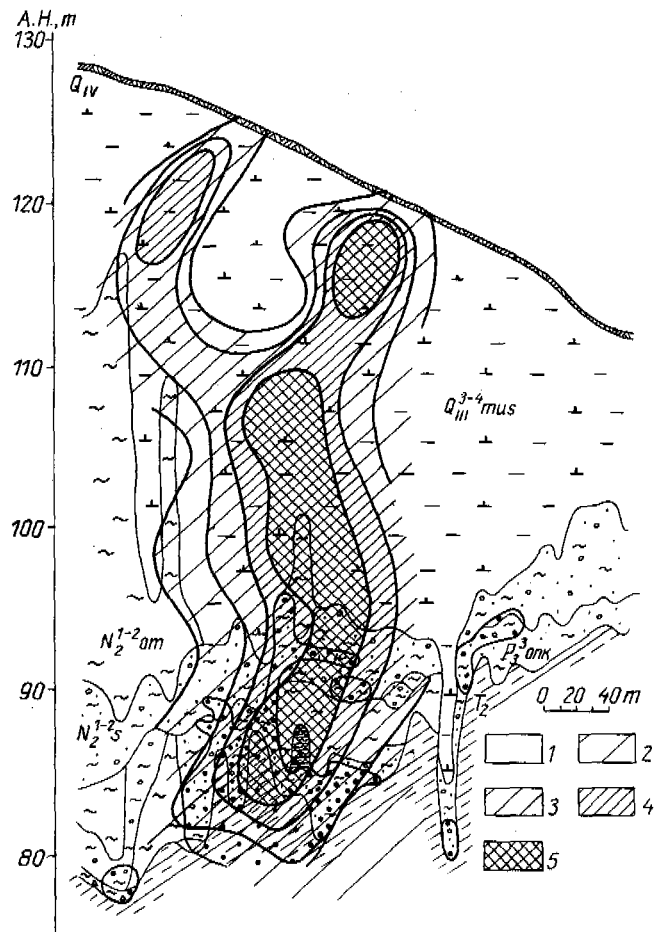 А.Н., m
130
Q_IV
120
110
Q_III^3-4 mus
100
N_2^1-2 am
P_3^3 anк
90
N_2^1-2 s
T_2
0 20 40 m
1 2
3 4
80
5